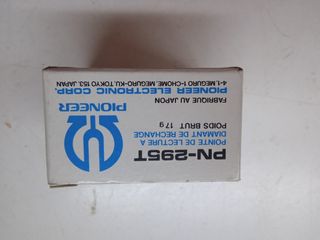 PN-295T
POINTE DE LECTURE A
DIAMANT DE RECHANGE
POIDS BRUT 17g
PIONEER
FABRIQUE AU JAPON
PIONEER ELECTRONIC CORP.
4-1, MEGURO 1-CHOME, MEGURO-KU, TOKYO 153, JAPAN